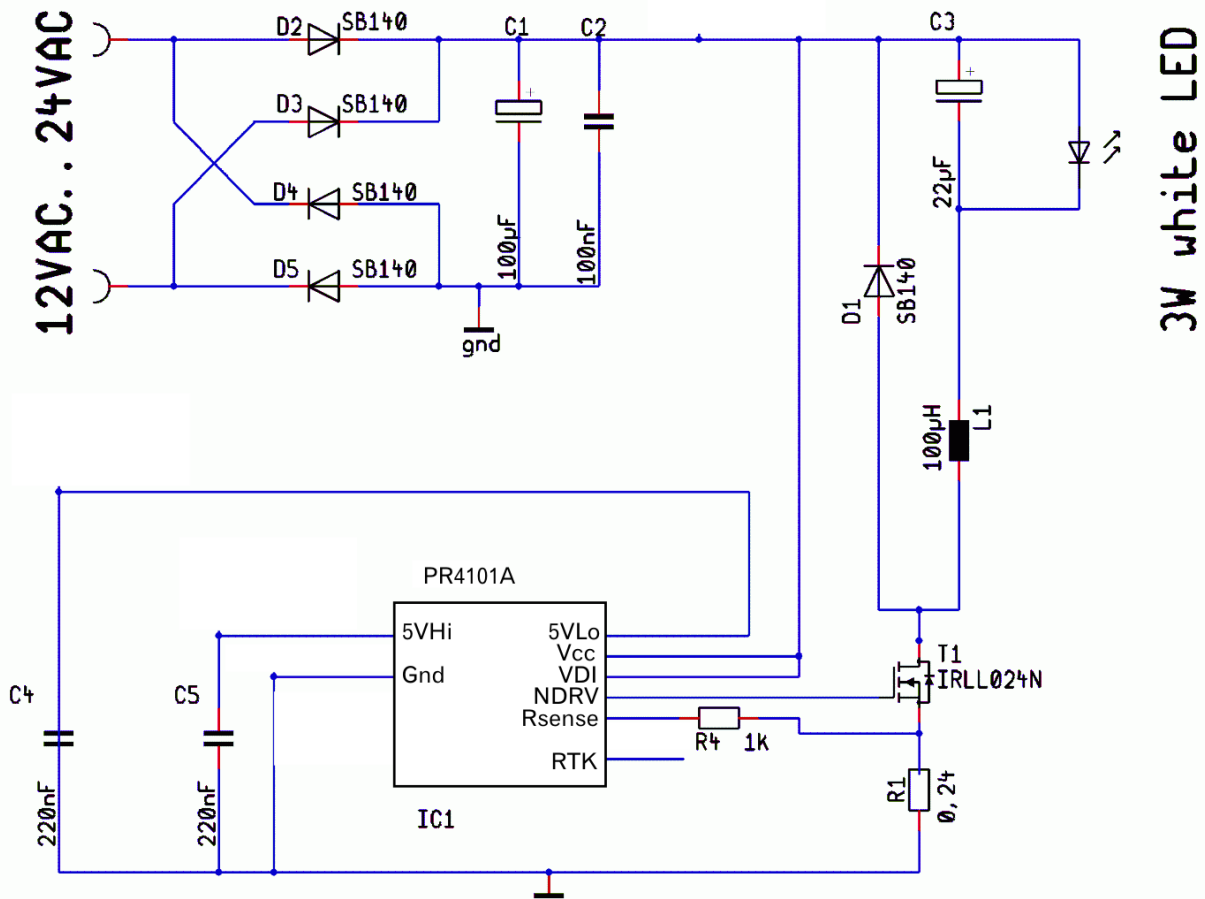 12VAC..24VAC
D2 SB140
D3 SB140
D4 SB140
D5 SB140
C1
+
100µF
C2
100nF
gnd
C3
+
22µF
3W white LED
D1
SB140
100µH
L1
PR4101A
5VHi
Gnd
5VLo
Vcc
VDI
NDRV
Rsense
RTK
IC1
C4
220nF
C5
220nF
R4 1K
T1
IRLL024N
R1
0,24